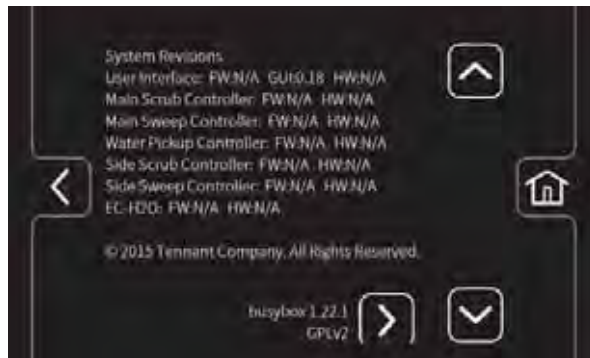 System Revisions
User Interface: FW:N/A GUI:0.18 HW:N/A
Main Scrub Controller: FW:N/A HW:N/A
Main Sweep Controller: FW:N/A HW:N/A
Water Pickup Controller: FW:N/A HW:N/A
Side Scrub Controller: FW:N/A HW:N/A
Side Sweep Controller: FW:N/A HW:N/A
EC-H2O: FW:N/A HW:N/A
© 2015 Tennant Company. All Rights Reserved.
busybox 1.22.1
GPLv2